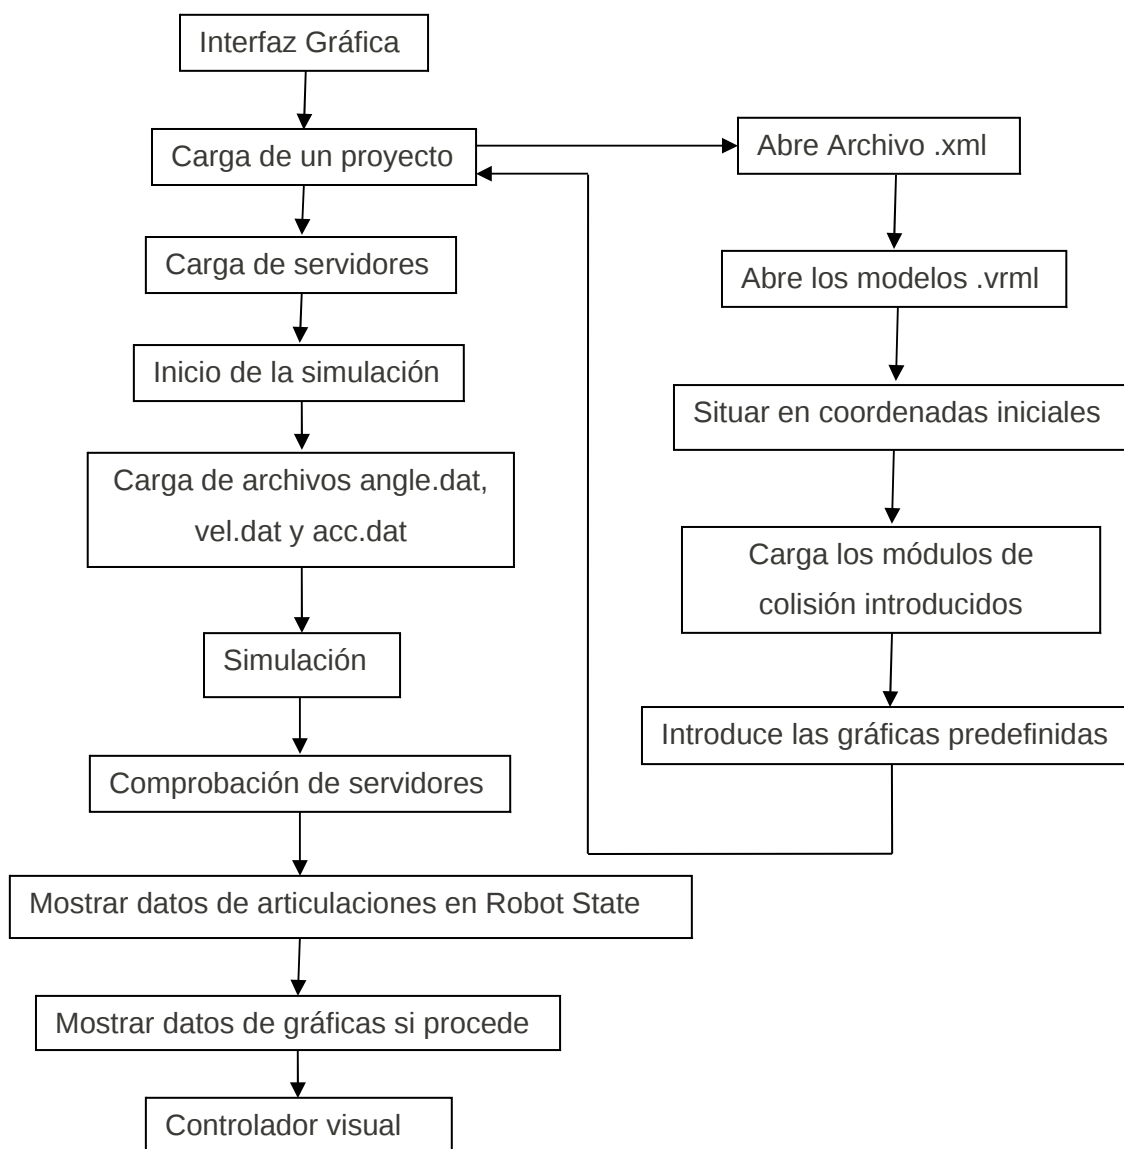 Interfaz Gráfica
Carga de un proyecto
Carga de servidores
Inicio de la simulación
Carga de archivos angle.dat,
vel.dat y acc.dat
Simulación
Comprobación de servidores
Mostrar datos de articulaciones en Robot State
Mostrar datos de gráficas si procede
Controlador visual
Abre Archivo .xml
Abre los modelos .vrml
Situar en coordenadas iniciales
Carga los módulos de
colisión introducidos
Introduce las gráficas predefinidas